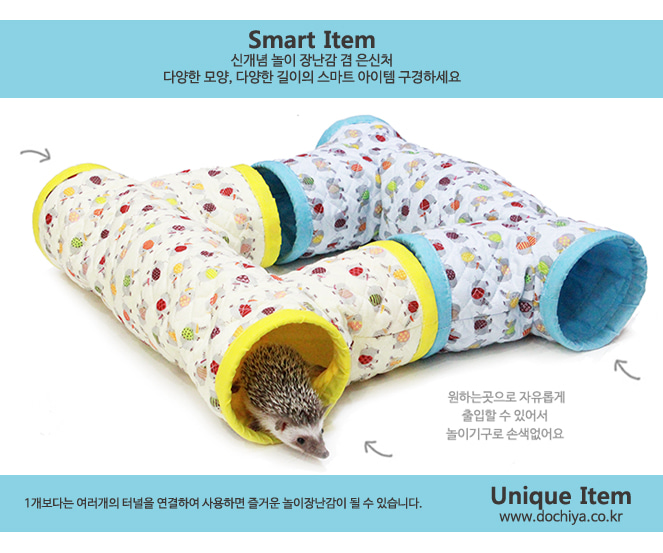 Smart Item
신개념 놀이 장난감 겸 은신처
다양한 모양, 다양한 길이의 스마트 아이템 구경하세요
원하는곳으로 자유롭게
출입할 수 있어서
놀이기구로 손색없어요
1개보다는 여러개의 터널을 연결하여 사용하면 즐거운 놀이장난감이 될 수 있습니다.
Unique Item
www.dochiya.co.kr